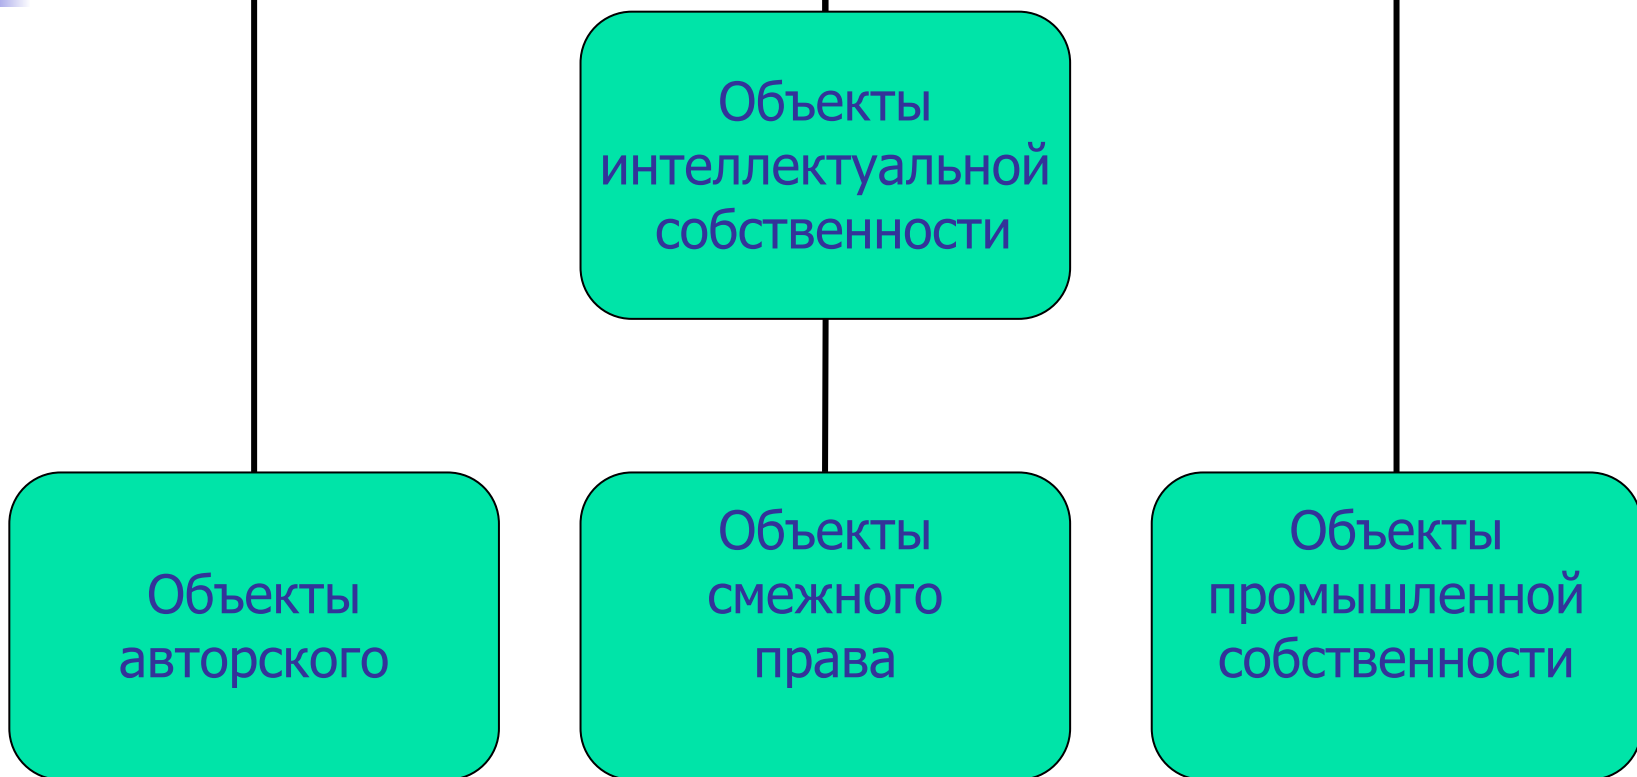 Объекты
интеллектуальной
собственности
Объекты
авторского
Объекты
смежного
права
Объекты
промышленной
собственности